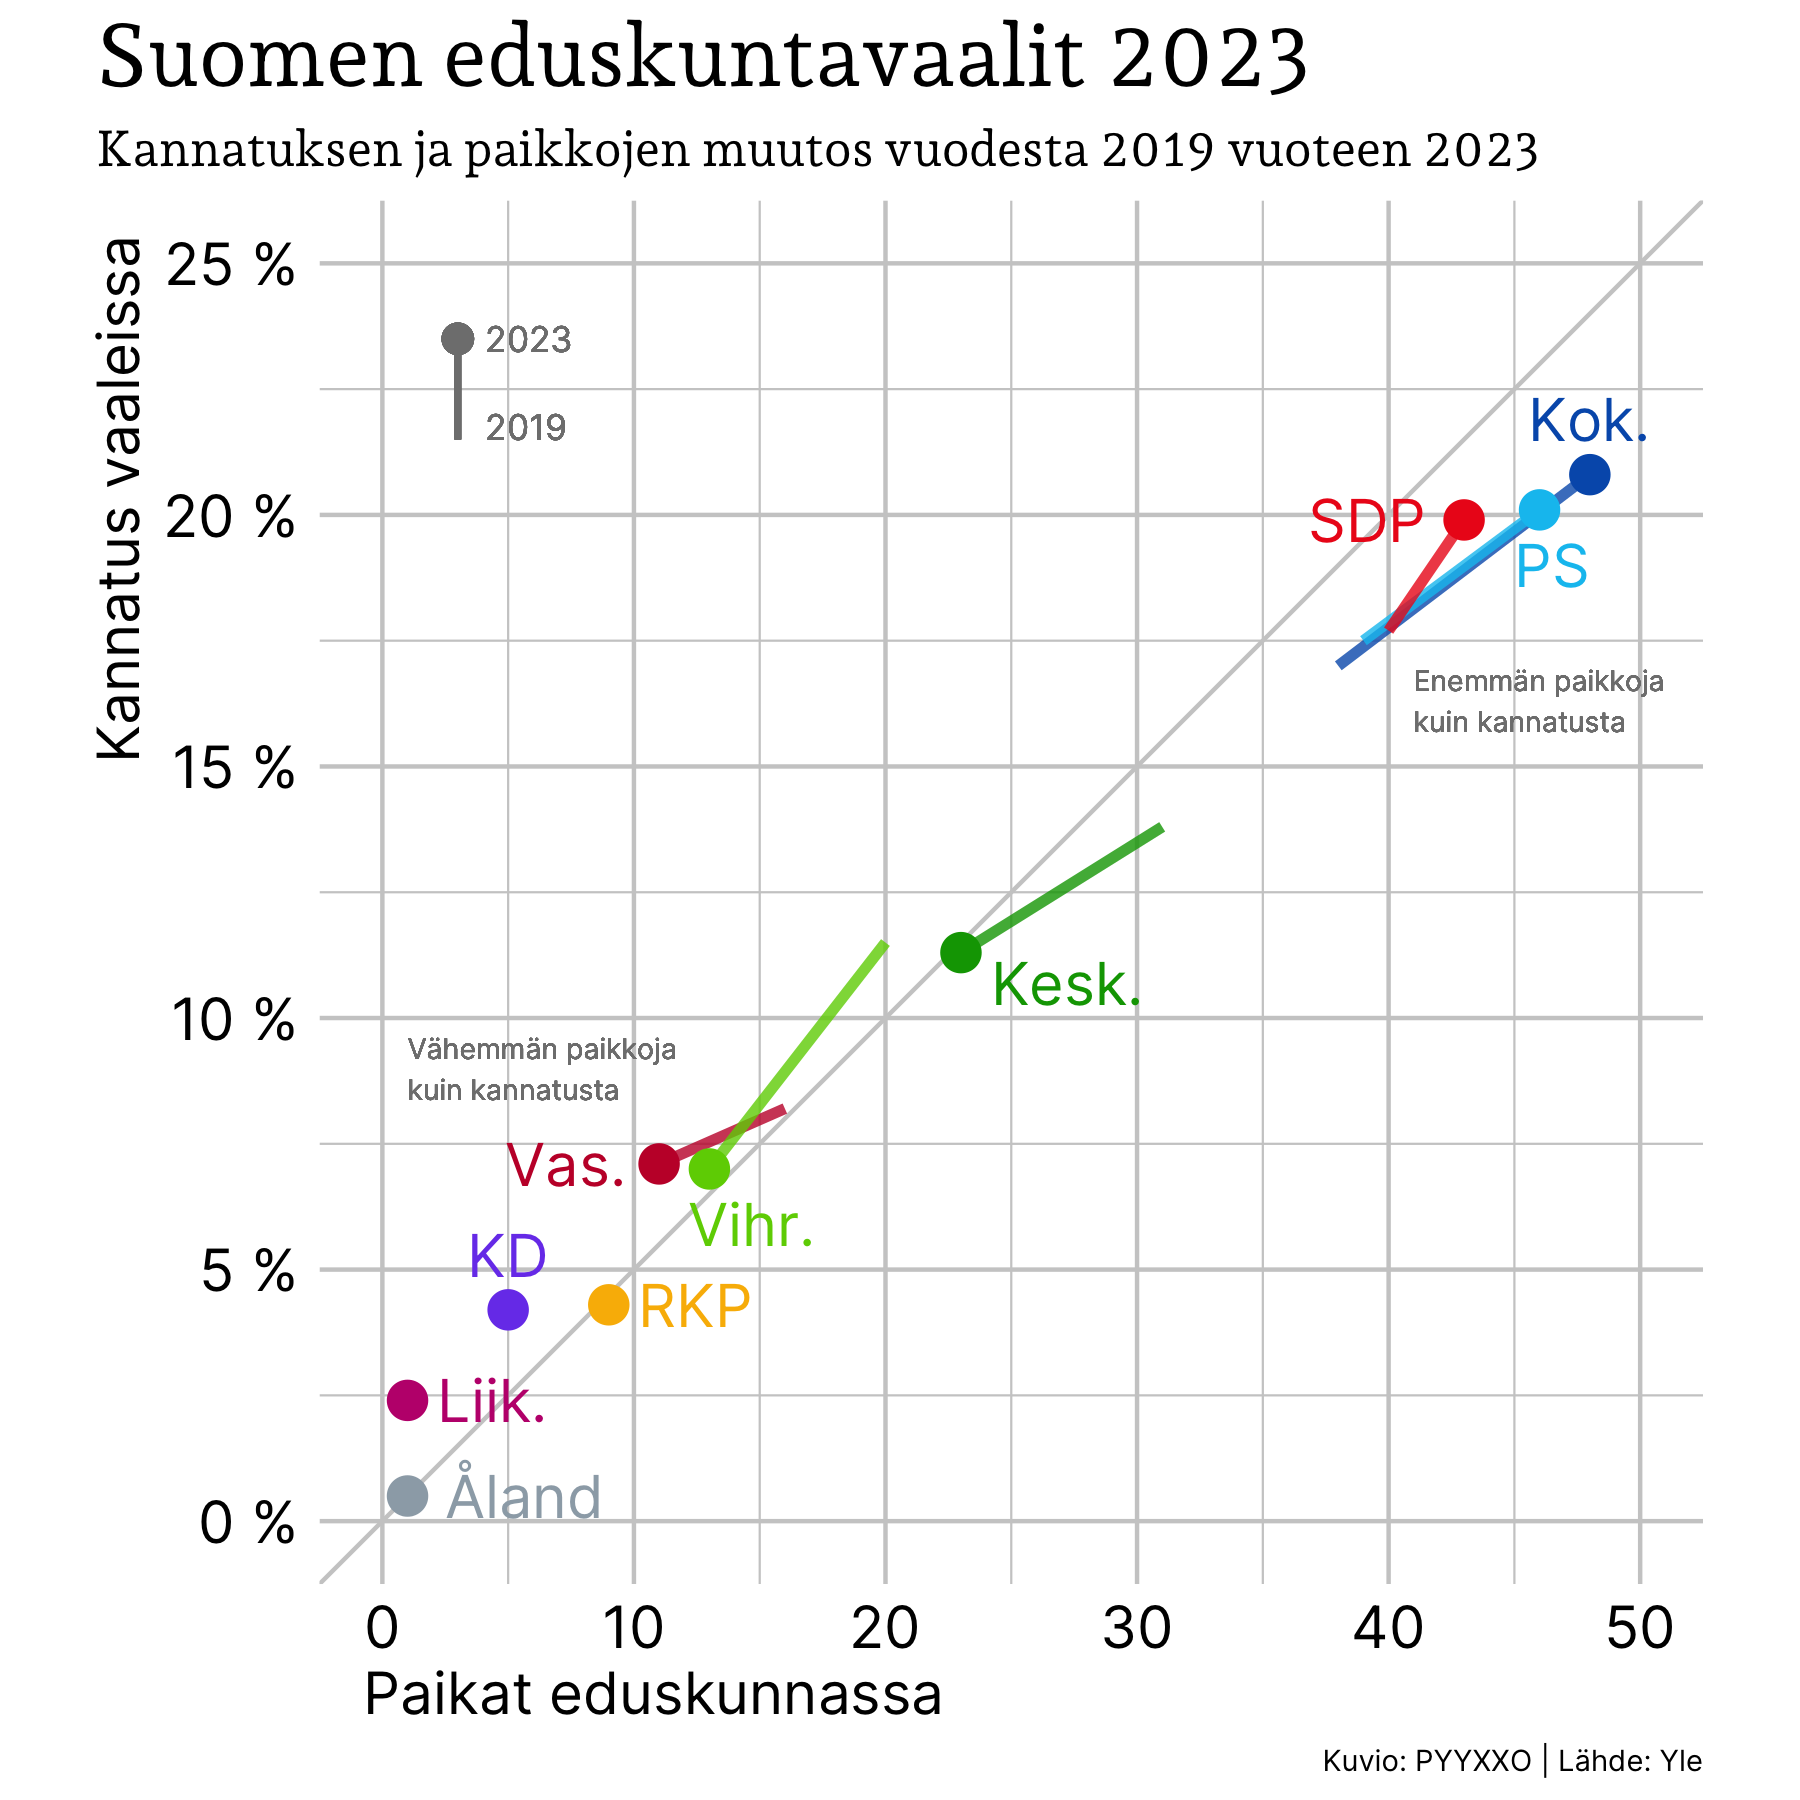 Suomen eduskuntavaalit 2023
Kannatuksen ja paikkojen muutos vuodesta 2019 vuoteen 2023
Kannatus vaaleissa
25 %
20 %
15 %
10 %
5 %
0 %
2023
2019
Kok.
SDP
PS
Enemmän paikkoja
kuin kannatusta
Kesk.
Vähemmän paikkoja
kuin kannatusta
Vas.
Vihr.
KD
RKP
Liik.
Åland
0 10 20 30 40 50
Paikat eduskunnassa
Kuvio: PYYXXO | Lähde: Yle